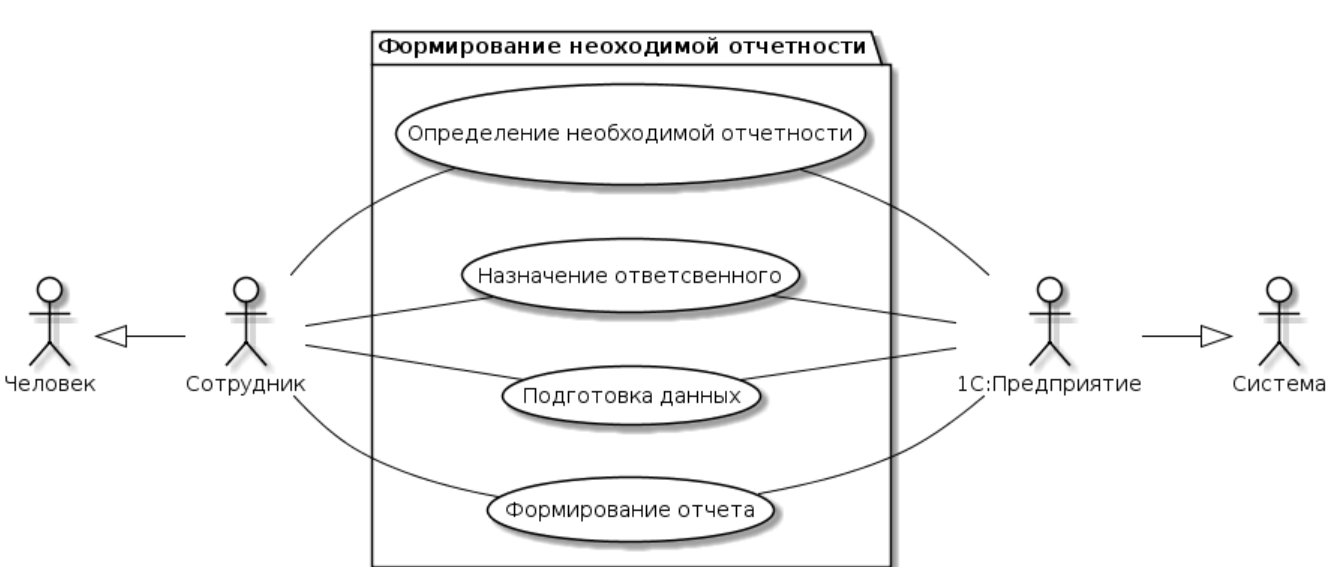 Формирование неоходимой отчетности
Определение необходимой отчетности
Назначение ответсвенного
Человек
Сотрудник
Подготовка данных
1С:Предприятие
Система
Формирование отчета